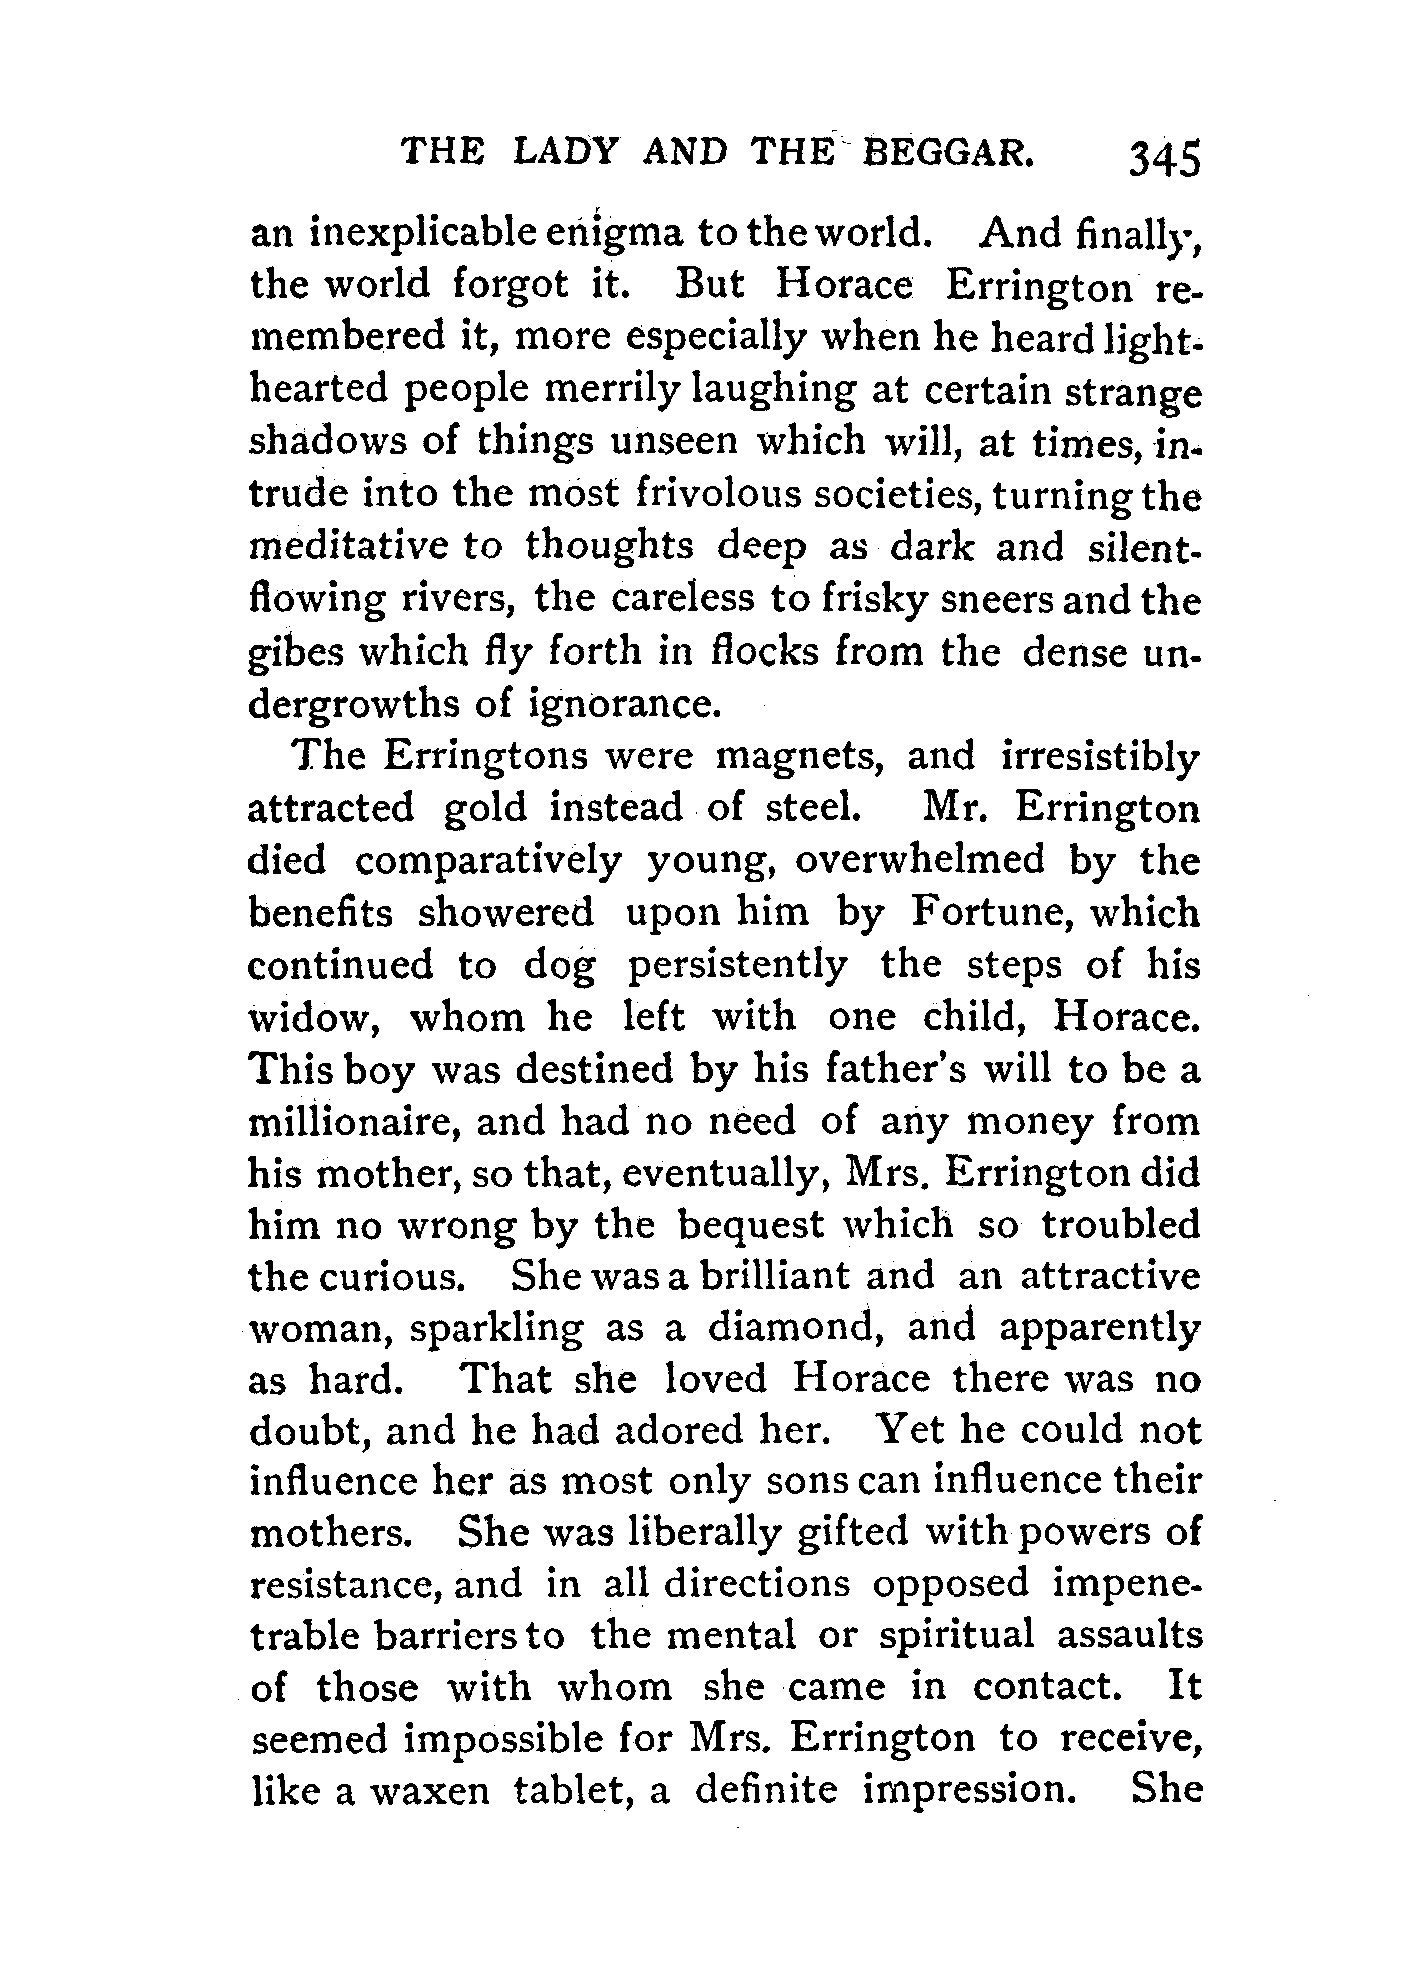 THE LADY AND THE BEGGAR. 345
an inexplicable enigma to the world. And finally,
the world forgot it. But Horace Errington re-
membered it, more especially when he heard light-
hearted people merrily laughing at certain strange
shadows of things unseen which will, at times, in-
trude into the most frivolous societies, turning the
meditative to thoughts deep as dark and silent-
flowing rivers, the careless to frisky sneers and the
gibes which fly forth in flocks from the dense un-
dergrowths of ignorance.
The Erringtons were magnets, and irresistibly
attracted gold instead of steel. Mr. Errington
died comparatively young, overwhelmed by the
benefits showered upon him by Fortune, which
continued to dog persistently the steps of his
widow, whom he left with one child, Horace.
This boy was destined by his father's will to be a
millionaire, and had no need of any money from
his mother, so that, eventually, Mrs. Errington did
him no wrong by the bequest which so troubled
the curious. She was a brilliant and an attractive
woman, sparkling as a diamond, and apparently
as hard. That she loved Horace there was no
doubt, and he had adored her. Yet he could not
influence her as most only sons can influence their
mothers. She was liberally gifted with powers of
resistance, and in all directions opposed impene-
trable barriers to the mental or spiritual assaults
of those with whom she came in contact. It
seemed impossible for Mrs. Errington to receive,
like a waxen tablet, a definite impression. She